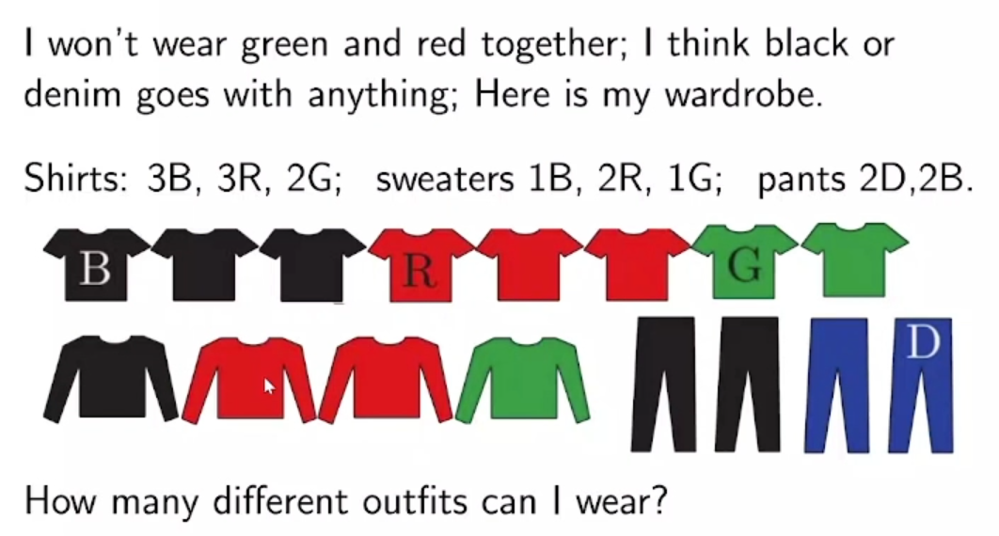 I won't wear green and red together; I think black or
denim goes with anything; Here is my wardrobe.
Shirts: 3B, 3R, 2G; sweaters 1B, 2R, 1G; pants 2D,2B.
B R G
D
How many different outfits can I wear?